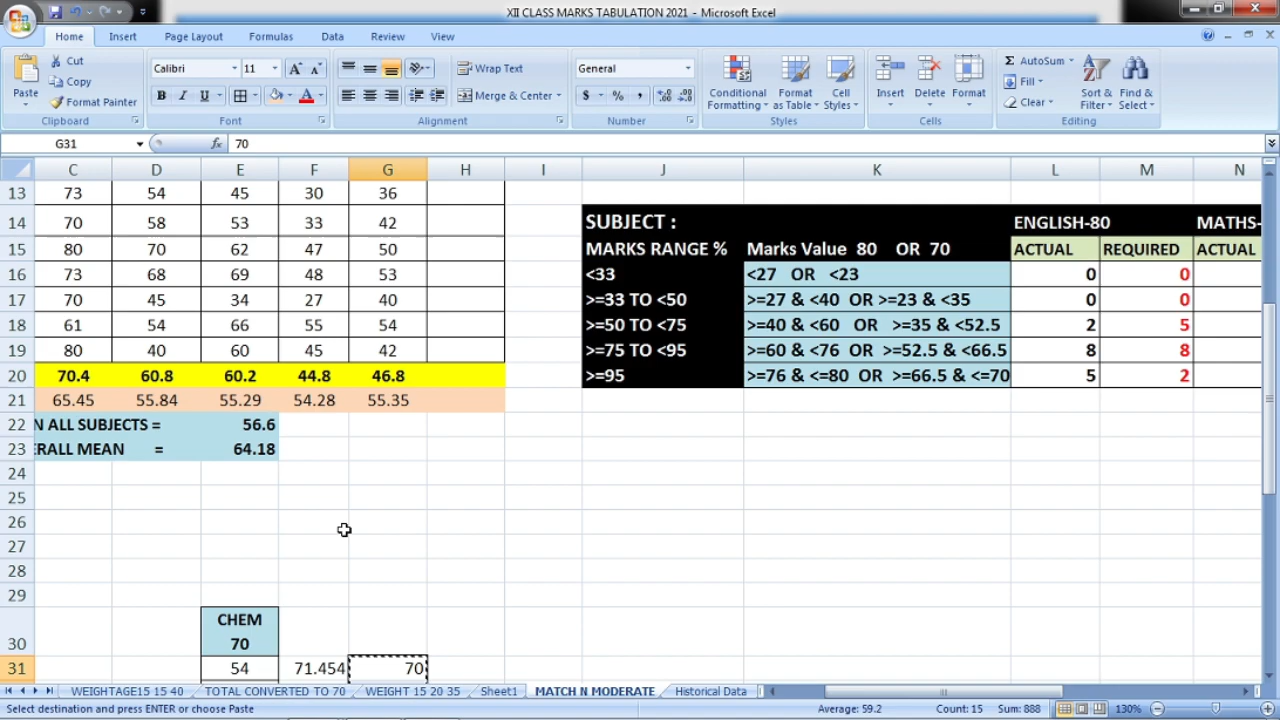 XII CLASS MARKS TABULATION 2021 - Microsoft Excel
Home Insert Page Layout Formulas Data Review View
Paste Cut Copy Format Painter Clipboard
Calibri 11 B I U A Font
Wrap Text Merge & Center Alignment
General $ % , Number
Conditional Formatting Format as Table Cell Styles Styles
Insert Delete Format Cells
AutoSum Fill Clear Sort & Filter Find & Select Editing
G31 fx 70
C D E F G H I J K L M N
13 73 54 45 30 36
14 70 58 53 33 42 SUBJECT : ENGLISH-80 MATHS-
15 80 70 62 47 50 MARKS RANGE % Marks Value 80 OR 70 ACTUAL REQUIRED ACTUAL
16 73 68 69 48 53 <33 <27 OR <23 0 0
17 70 45 34 27 40 >=33 TO <50 >=27 & <40 OR >=23 & <35 0 0
18 61 54 66 55 54 >=50 TO <75 >=40 & <60 OR >=35 & <52.5 2 5
19 80 40 60 45 42 >=75 TO <95 >=60 & <76 OR >=52.5 & <66.5 8 8
20 70.4 60.8 60.2 44.8 46.8 >=95 >=76 & <=80 OR >=66.5 & <=70 5 2
21 65.45 55.84 55.29 54.28 55.35
22 N ALL SUBJECTS = 56.6
23 ERALL MEAN = 64.18
24
25
26
27
28
29
30 CHEM 70
31 54 71.454 70
WEIGHTAGE15 15 40 TOTAL CONVERTED TO 70 WEIGHT 15 20 35 Sheet1 MATCH N MODERATE Historical Data
Select destination and press ENTER or choose Paste Average: 59.2 Count: 15 Sum: 888 130%